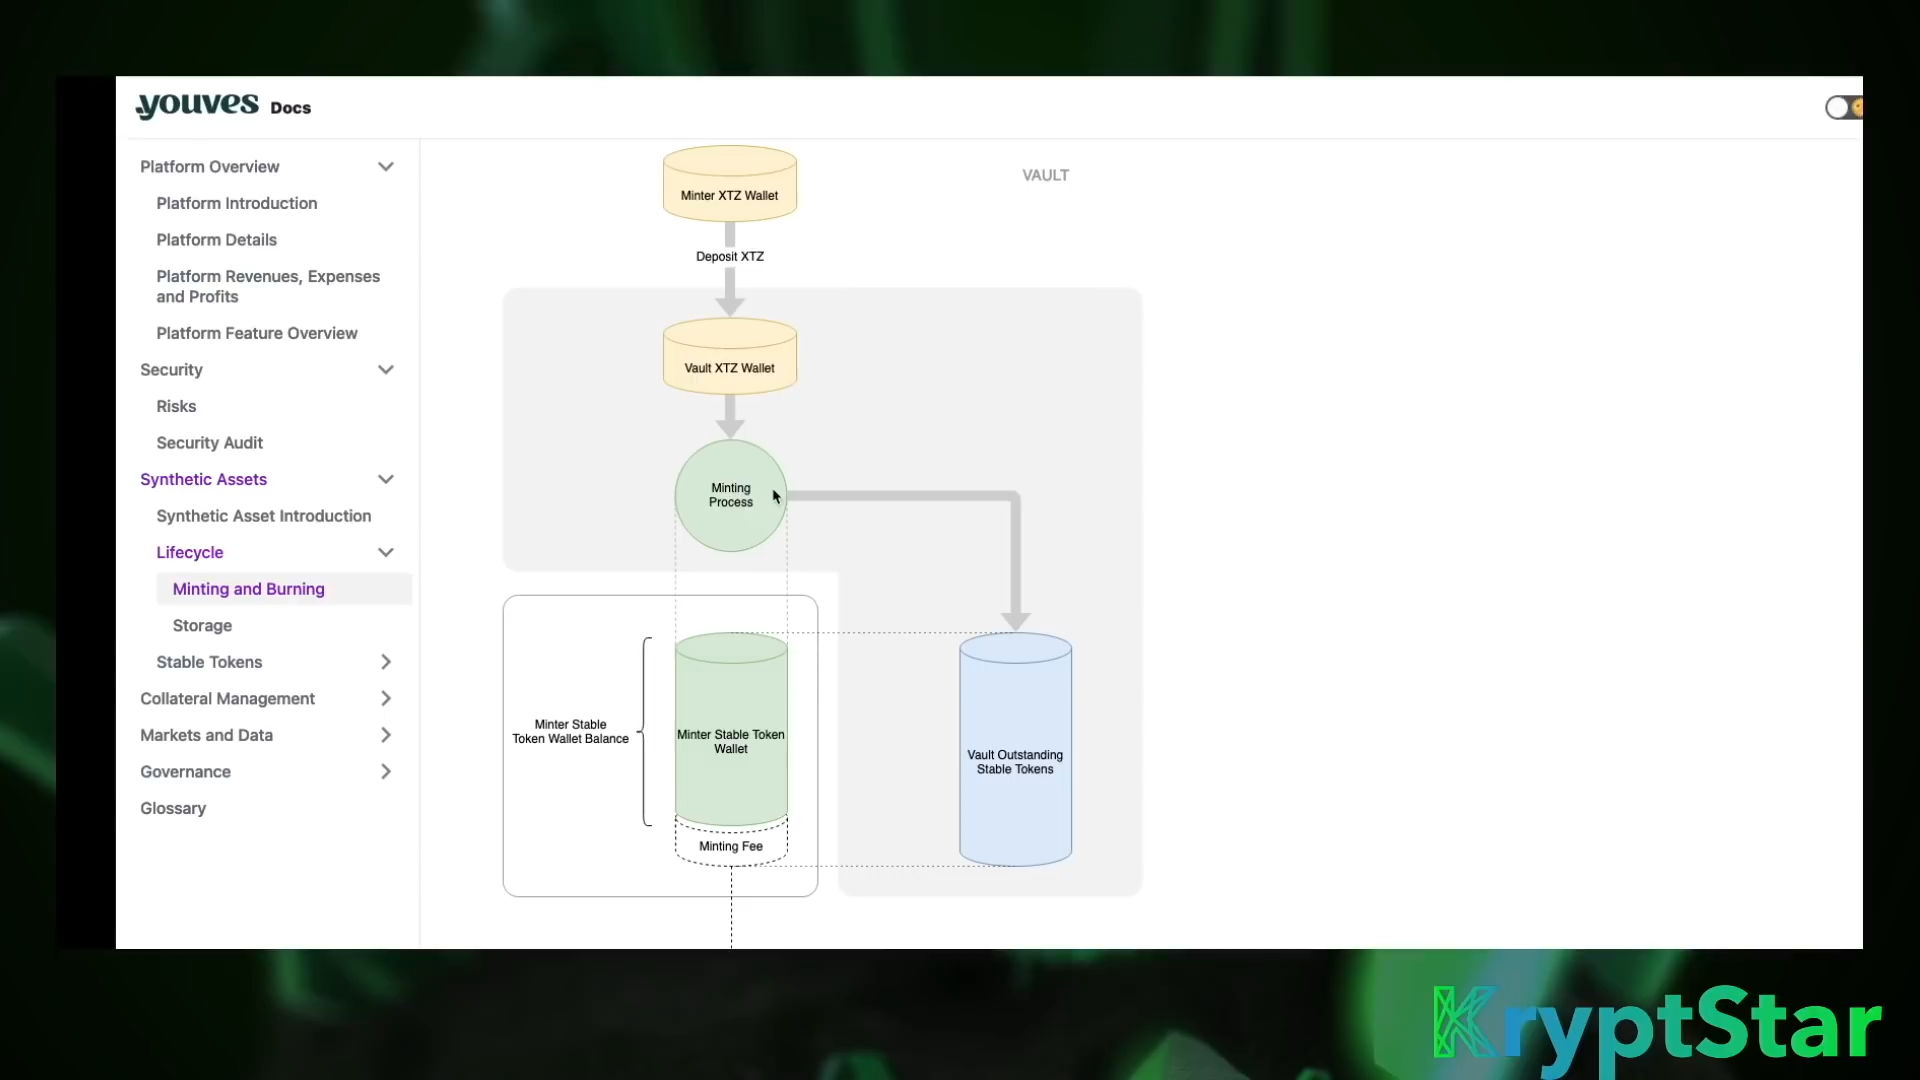 youves Docs
Platform Overview
Platform Introduction
Platform Details
Platform Revenues, Expenses
and Profits
Platform Feature Overview
Security
Risks
Security Audit
Synthetic Assets
Synthetic Asset Introduction
Lifecycle
Minting and Burning
Storage
Stable Tokens
Collateral Management
Markets and Data
Governance
Glossary
VAULT
Minter XTZ Wallet
Deposit XTZ
Vault XTZ Wallet
Minting
Process
Minter Stable
Token Wallet Balance
Minter Stable Token
Wallet
Minting Fee
Vault Outstanding
Stable Tokens
KryptStar